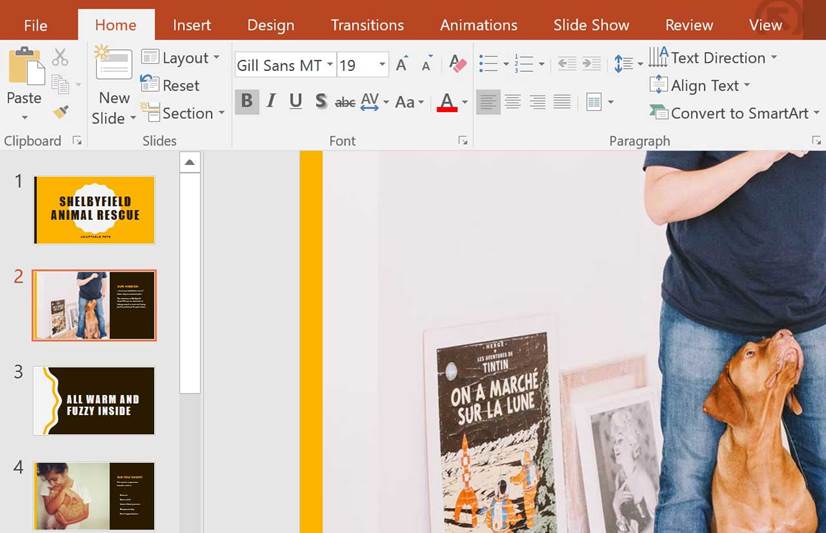 File Home Insert Design Transitions Animations Slide Show Review View
Paste
New
Slide
Layout
Reset
Section
Gill Sans MT 19 A A A
B I U S abc AV Aa A
Text Direction
Align Text
Convert to SmartArt
Clipboard Slides Font Paragraph
1
SHELBYFIELD
ANIMAL RESCUE
2
OUR MISSION
3
ALL WARM AND
FUZZY INSIDE
4
HERGÉ
LES AVENTURES DE
TINTIN
ON A MARCHÉ
SUR LA LUNE